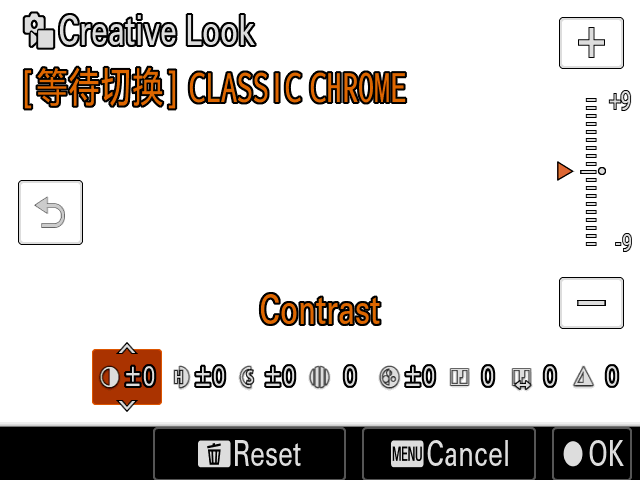 Creative Look
[等待切换] CLASSIC CHROME
+9
-9
Contrast
±0 H ±0 S ±0 0 ±0 0 0 0
Reset
MENU Cancel
OK